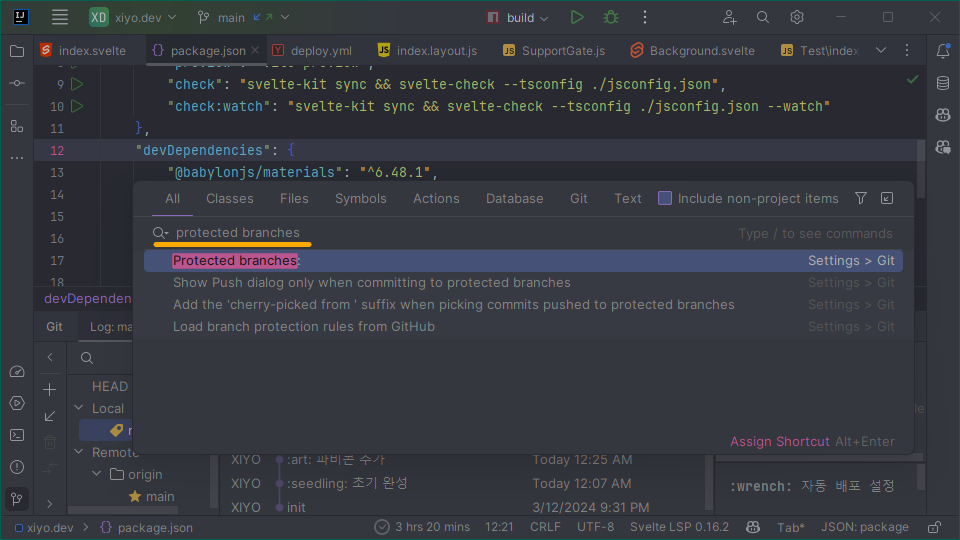 IJ XD xiyo.dev main build
index.svelte package.json deploy.yml index.layout.js SupportGate.js Background.svelte Test\index
9 "check": "svelte-kit sync && svelte-check --tsconfig ./jsconfig.json",
10 "check:watch": "svelte-kit sync && svelte-check --tsconfig ./jsconfig.json --watch"
11 },
12 "devDependencies": {
13 "@babylonjs/materials": "^6.48.1",
14
15
16
17
18
All Classes Files Symbols Actions Database Git Text Include non-project items
protected branches Type / to see commands
Protected branches: Settings > Git
Show Push dialog only when committing to protected branches Settings > Git
Add the 'cherry-picked from ' suffix when picking commits pushed to protected branches Settings > Git
Load branch protection rules from GitHub Settings > Git
Assign Shortcut Alt+Enter
devDependen
Git Log: ma
HEAD
Local
Remote
origin
main
XIYO :art: 파비콘 추가 Today 12:25 AM
XIYO :seedling: 초기 완성 Today 12:07 AM
XIYO init 3/12/2024 9:31 PM
:wrench: 자동 배포 설정
xiyo.dev > package.json 3 hrs 20 mins 12:21 CRLF UTF-8 Svelte LSP 0.16.2 Tab* JSON: package